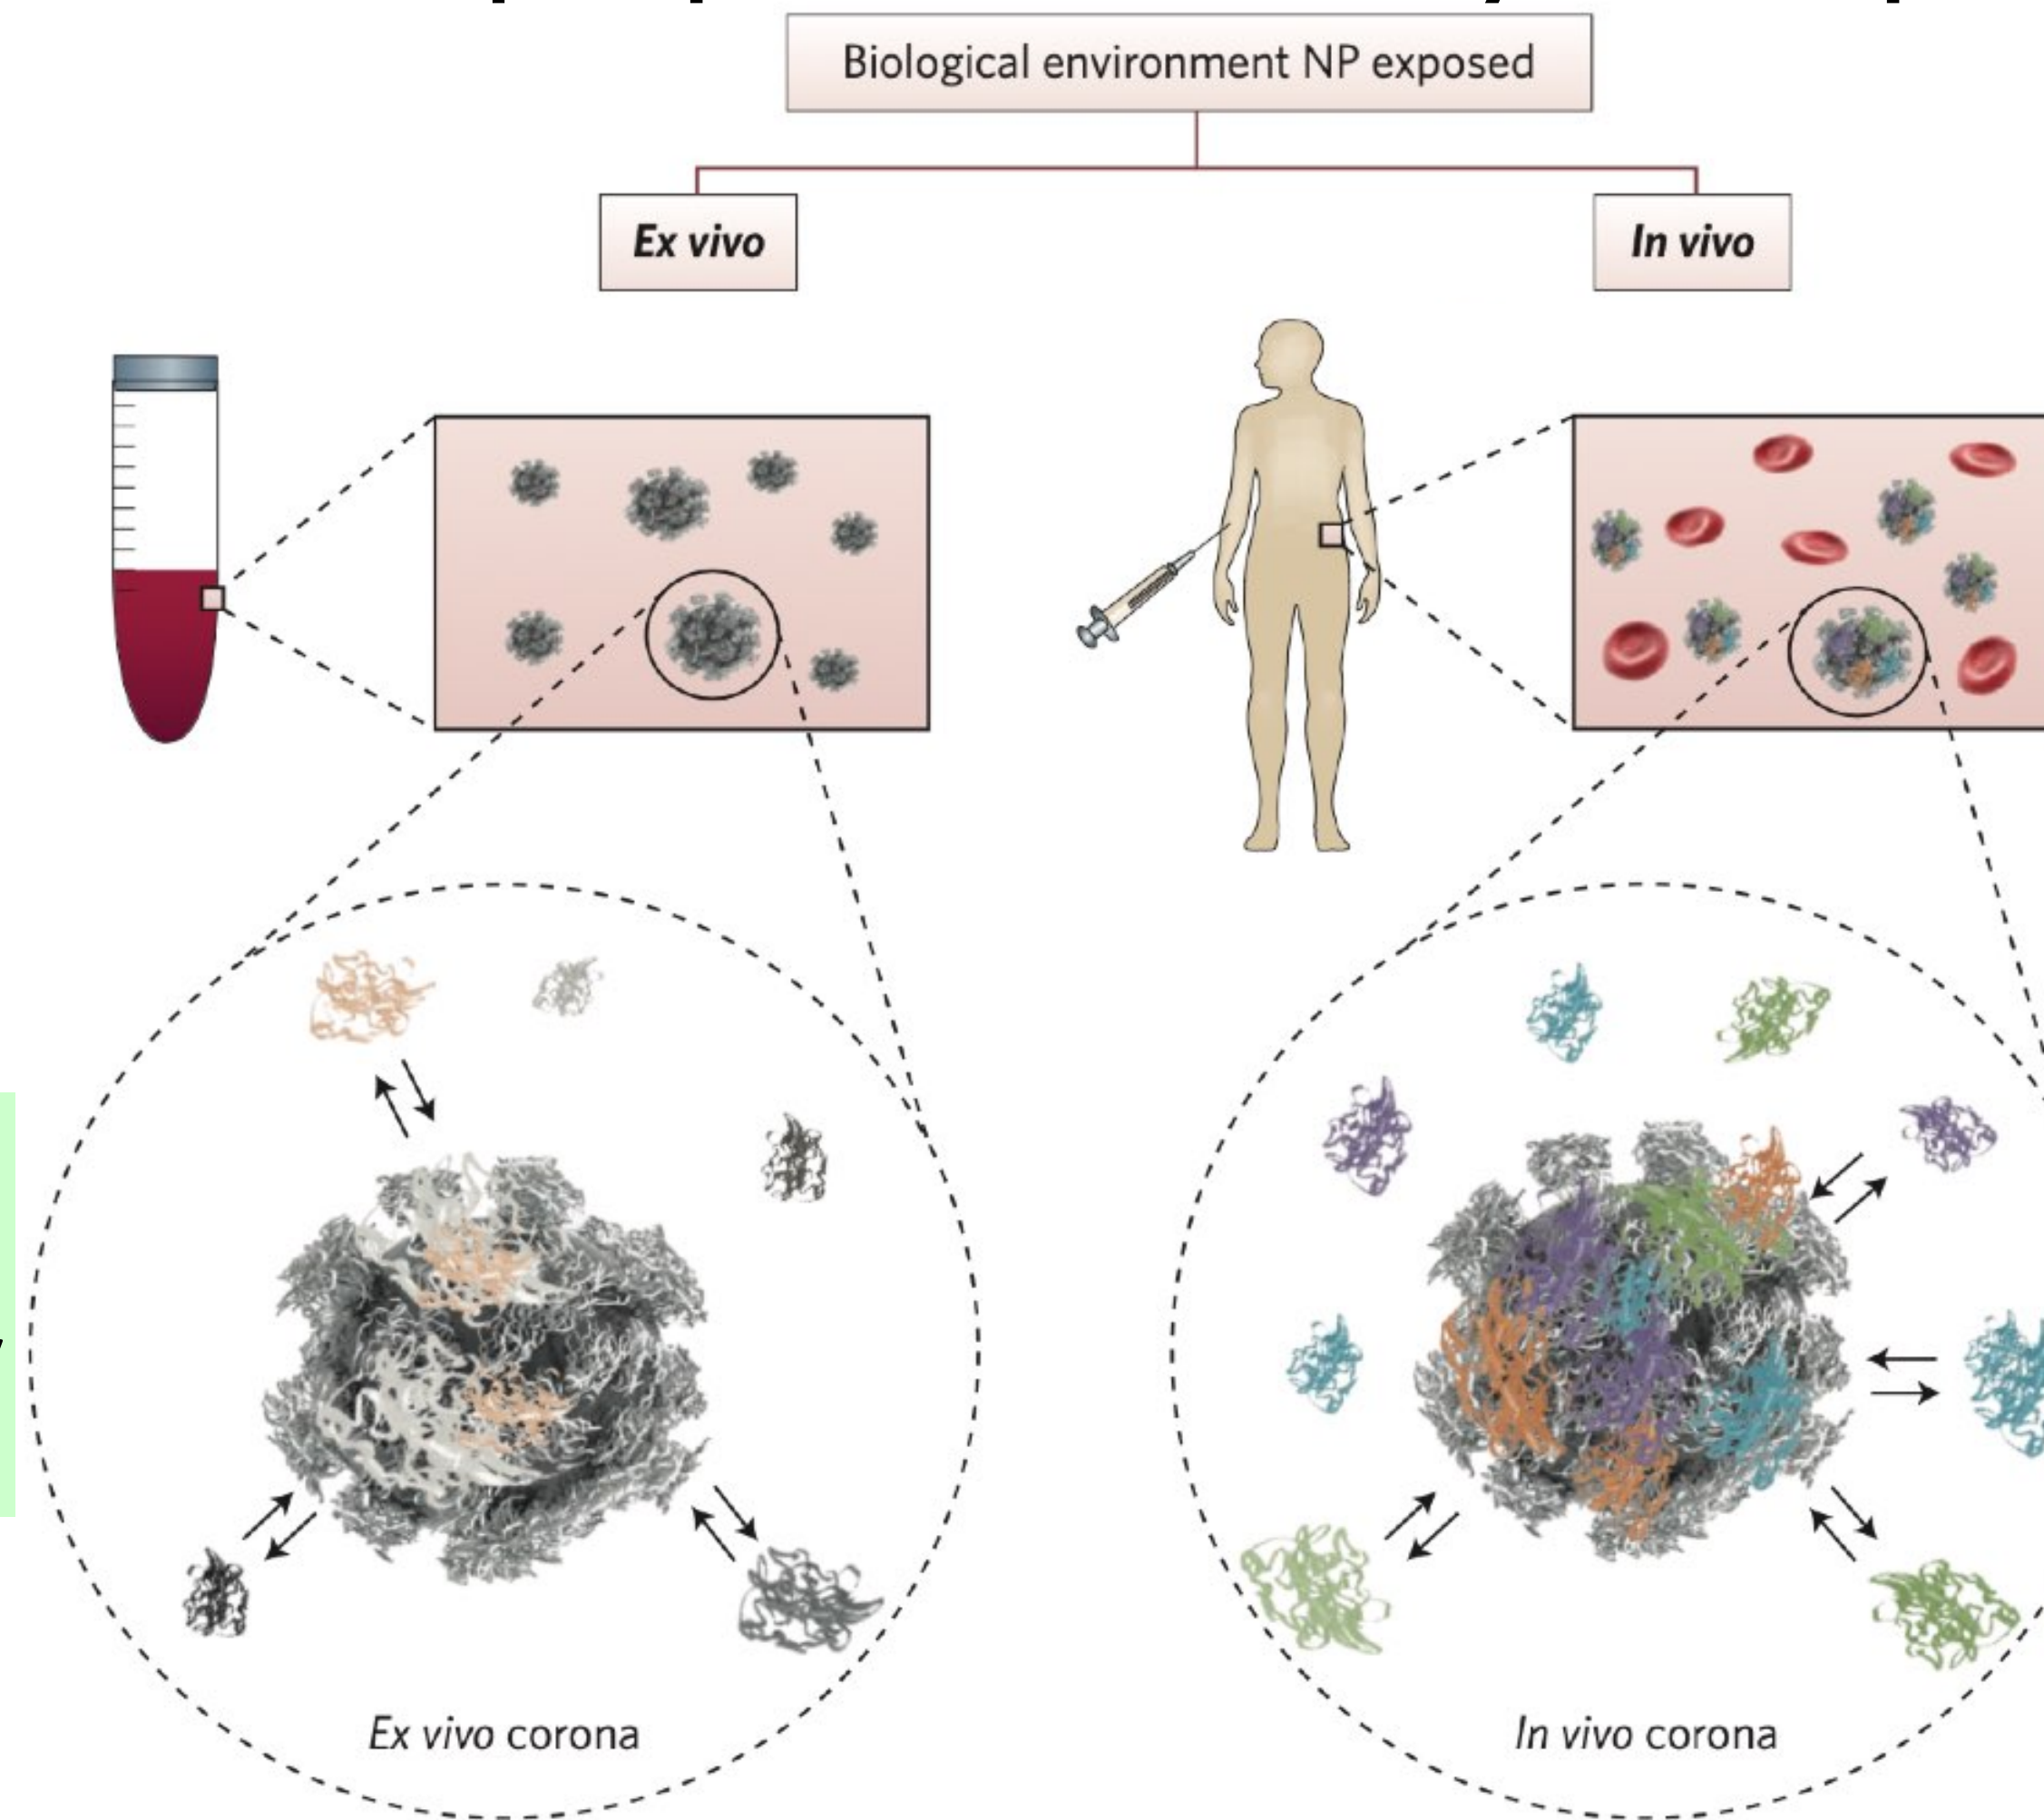 Biological environment NP exposed
Ex vivo
In vivo
Ex vivo corona
In vivo corona